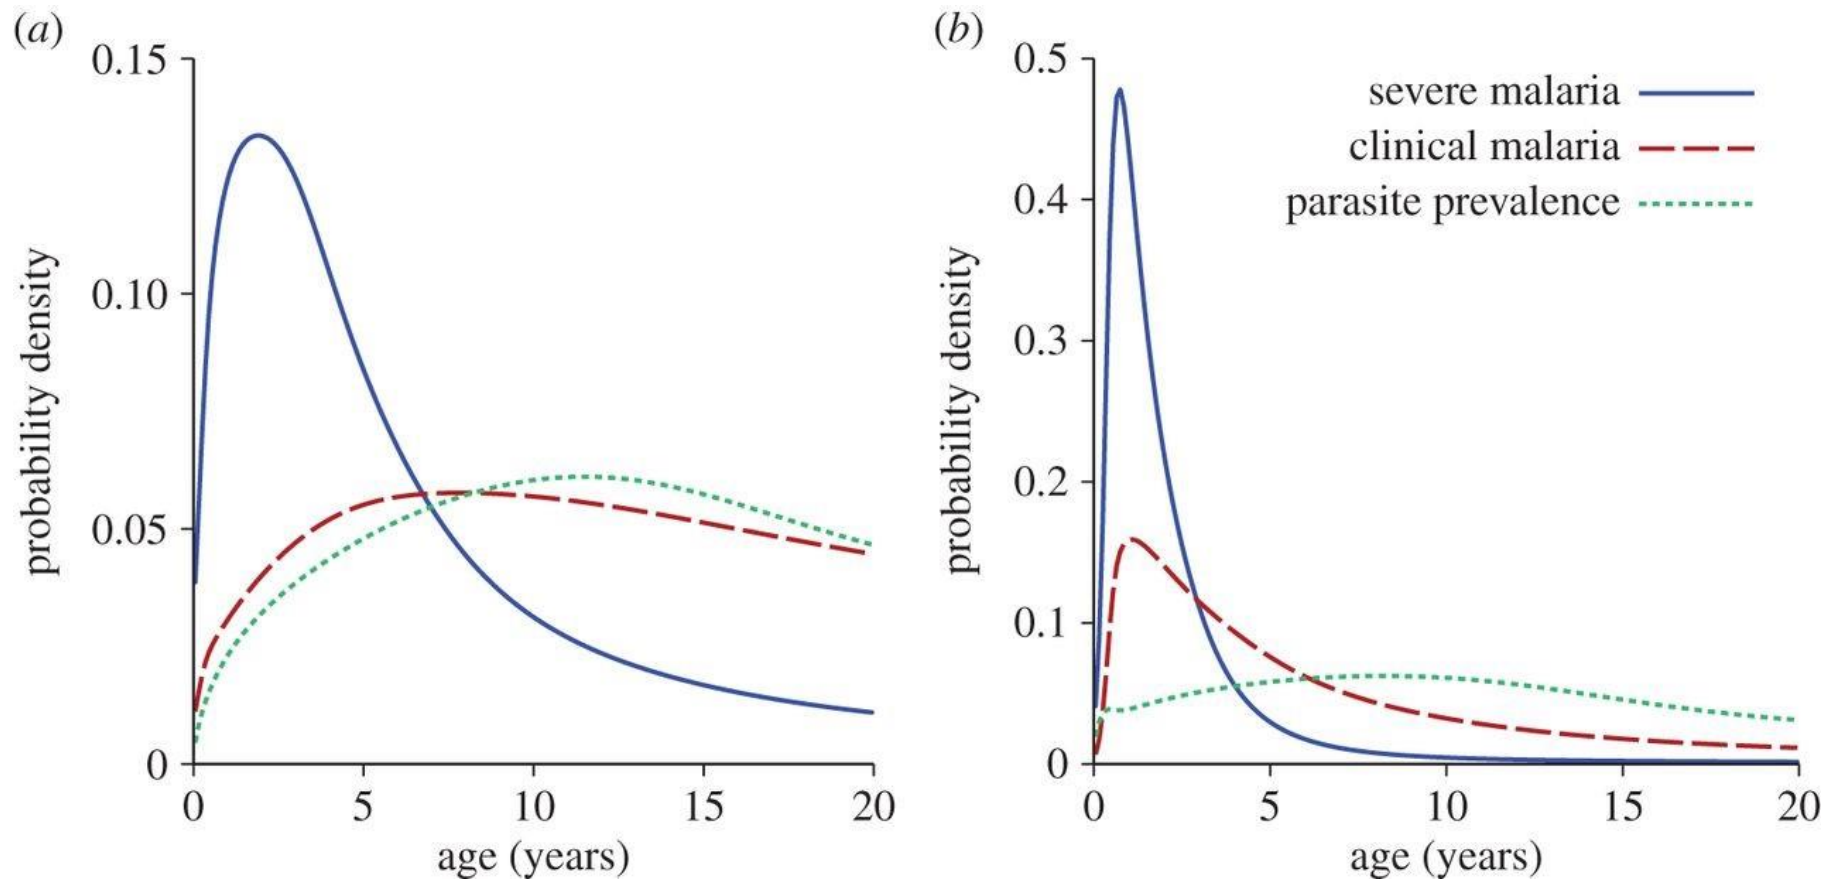 (a)
0.15
0.10
0.05
0
probability density
0 5 10 15 20
age (years)
(b)
0.5
0.4
0.3
0.2
0.1
0
probability density
0 5 10 15 20
age (years)
severe malaria
clinical malaria
parasite prevalence